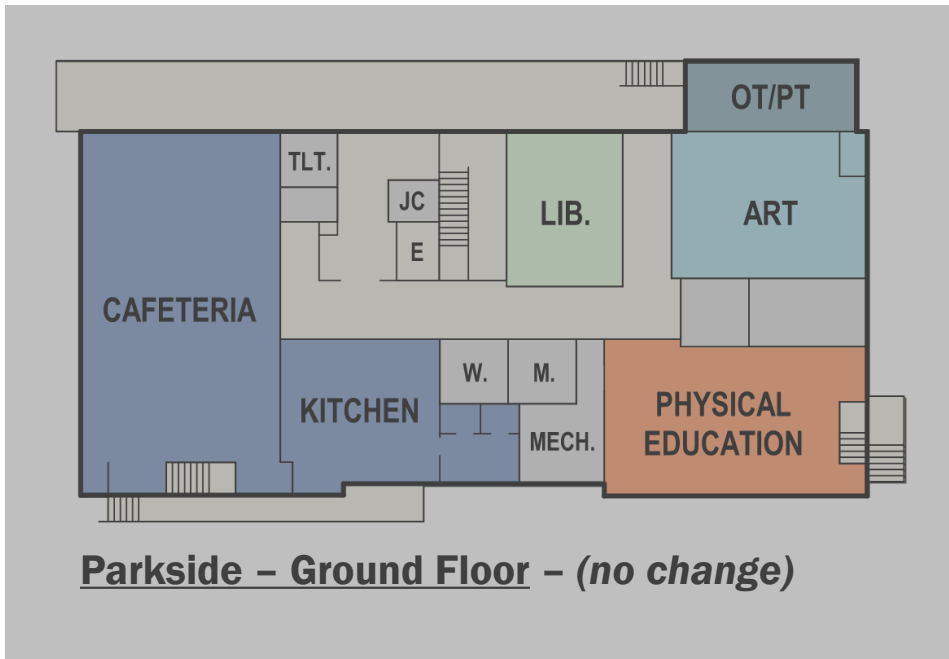 OT/PT
TLT.
JC
LIB.
ART
E
CAFETERIA
W.
M.
KITCHEN
PHYSICAL
EDUCATION
MECH.
Parkside – Ground Floor – (no change)